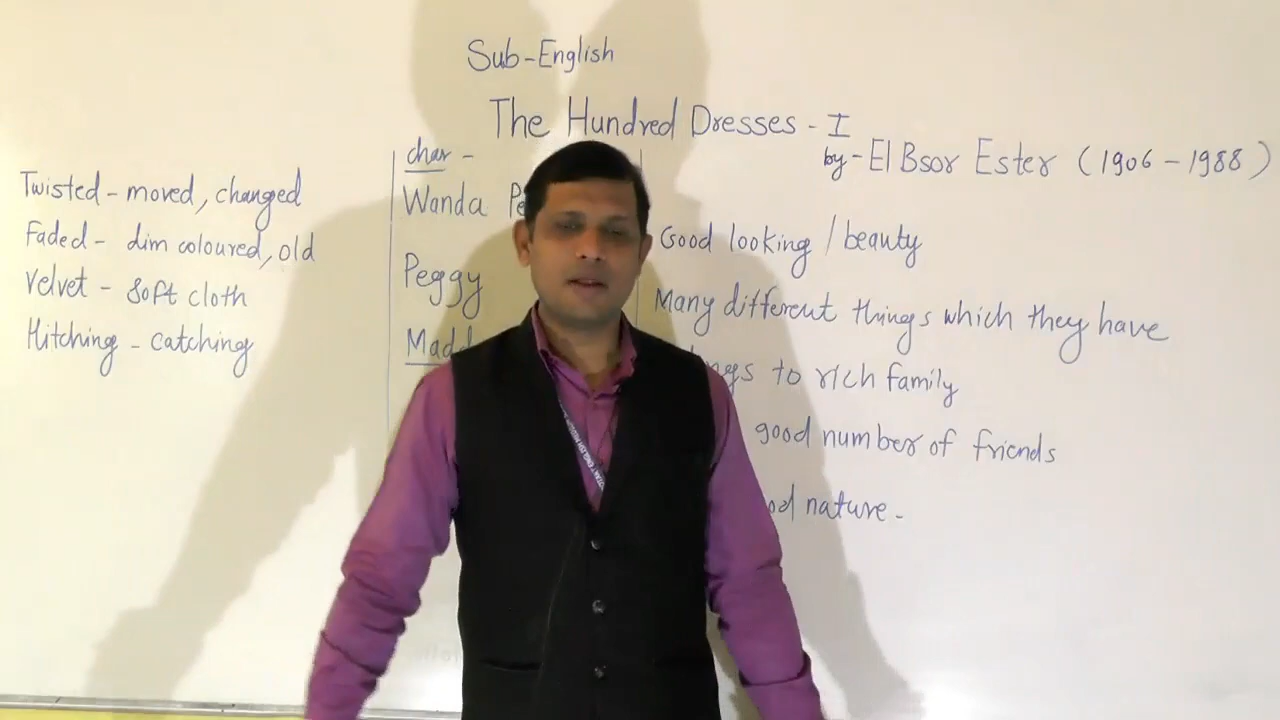 Sub-English
The Hundred Dresses - I
by - El Bsor Ester (1906 - 1988)
Twisted - moved, changed
Faded - dim coloured, old
Velvet - soft cloth
Hitching - catching
char -
Wanda
Peggy
Good looking / beauty
Many different things which they have
to rich family
good number of friends
nature -
ENGLISH